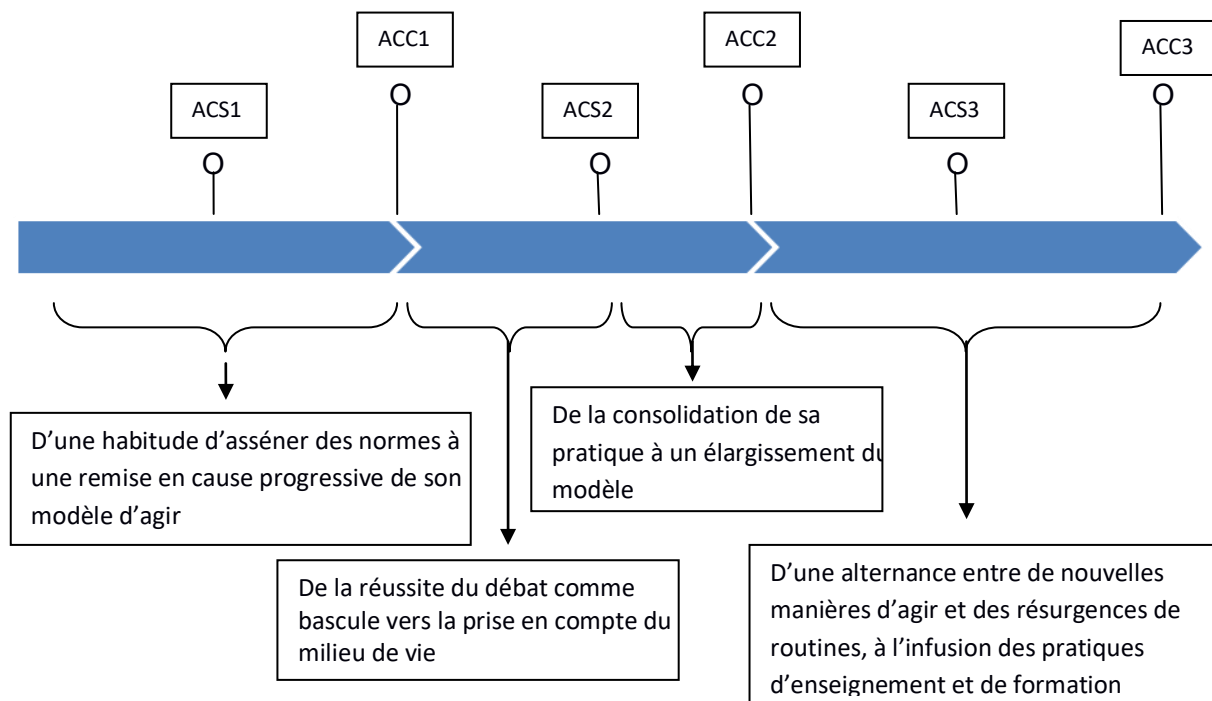 ACC1
ACC2
ACC3
ACS1
ACS2
ACS3
D’une habitude d’asséner des normes à
une remise en cause progressive de son
modèle d’agir
De la consolidation de sa
pratique à un élargissement du
modèle
De la réussite du débat comme
bascule vers la prise en compte du
milieu de vie
D’une alternance entre de nouvelles
manières d’agir et des résurgences de
routines, à l’infusion des pratiques
d’enseignement et de formation